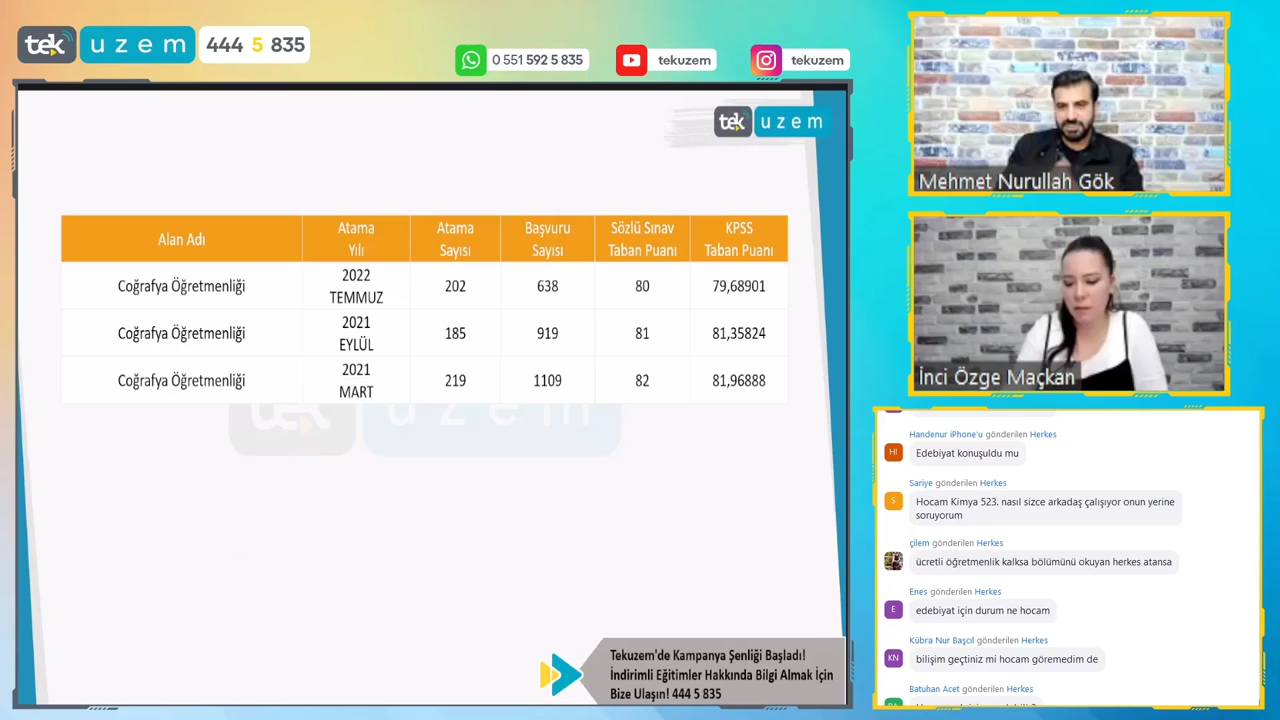 tek uzem 444 5 835
0 551 592 5 835 tekuzem tekuzem
tek uzem
Alan Adı Atama Yılı Atama Sayısı Başvuru Sayısı Sözlü Sınav Taban Puanı KPSS Taban Puanı
Coğrafya Öğretmenliği 2022 TEMMUZ 202 638 80 79,68901
Coğrafya Öğretmenliği 2021 EYLÜL 185 919 81 81,35824
Coğrafya Öğretmenliği 2021 MART 219 1109 82 81,96888
tek uzem
Tekuzem'de Kampanya Şenliği Başladı!
İndirimli Eğitimler Hakkında Bilgi Almak İçin
Bize Ulaşın! 444 5 835
Mehmet Nurullah Gök
İnci Özge Maçkan
Handenur iPhone'u gönderilen Herkes
HI
Edebiyat konuşuldu mu
Sariye gönderilen Herkes
S
Hocam Kimya 523. nasıl sizce arkadaş çalışıyor onun yerine
soruyorum
çilem gönderilen Herkes
ücretli öğretmenlik kalksa bölümünü okuyan herkes atansa
Enes gönderilen Herkes
E
edebiyat için durum ne hocam
Kübra Nur Başcıl gönderilen Herkes
KN
bilişim geçtiniz mi hocam göremedim de
Batuhan Acet gönderilen Herkes